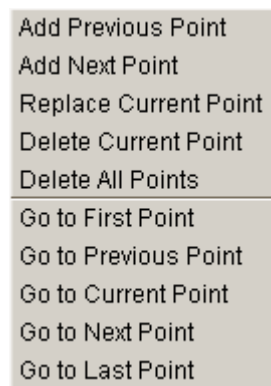 Add Previous Point
Add Next Point
Replace Current Point
Delete Current Point
Delete All Points
Go to First Point
Go to Previous Point
Go to Current Point
Go to Next Point
Go to Last Point